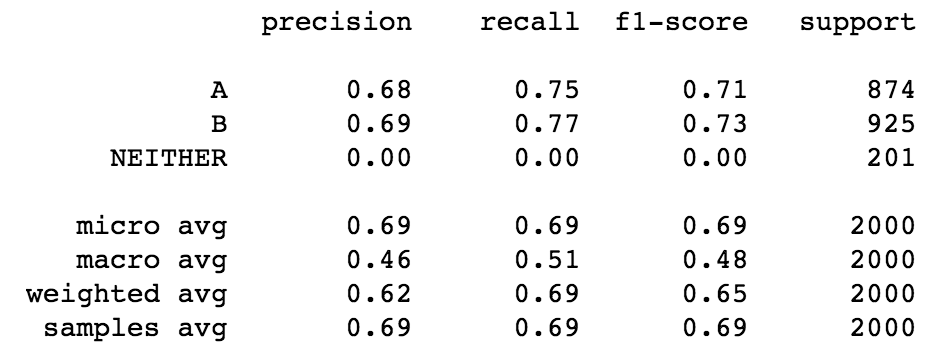 precision recall f1-score support
A 0.68 0.75 0.71 874
B 0.69 0.77 0.73 925
NEITHER 0.00 0.00 0.00 201
micro avg 0.69 0.69 0.69 2000
macro avg 0.46 0.51 0.48 2000
weighted avg 0.62 0.69 0.65 2000
samples avg 0.69 0.69 0.69 2000